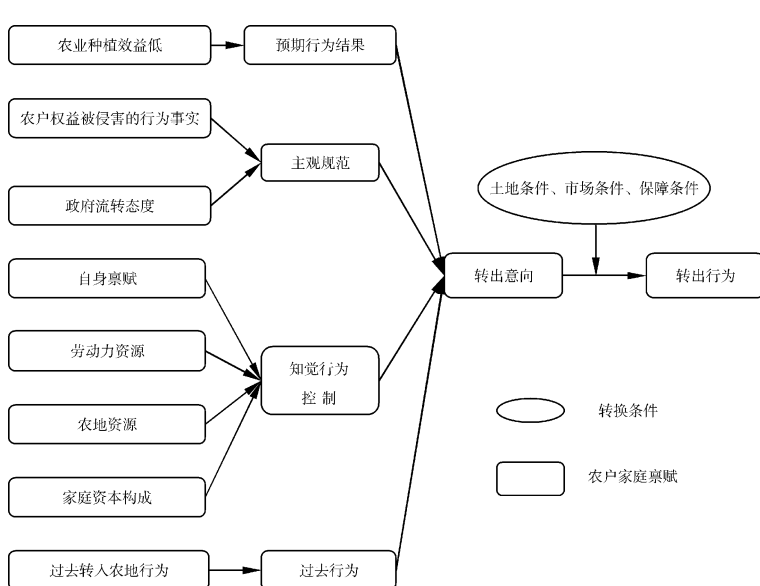 农业种植效益低
预期行为结果
农户权益被侵害的行为事实
主观规范
政府流转态度
土地条件、市场条件、保障条件
自身禀赋
转出意向
转出行为
劳动力资源
知觉行为
控制
农地资源
转换条件
家庭资本构成
农户家庭禀赋
过去转入农地行为
过去行为